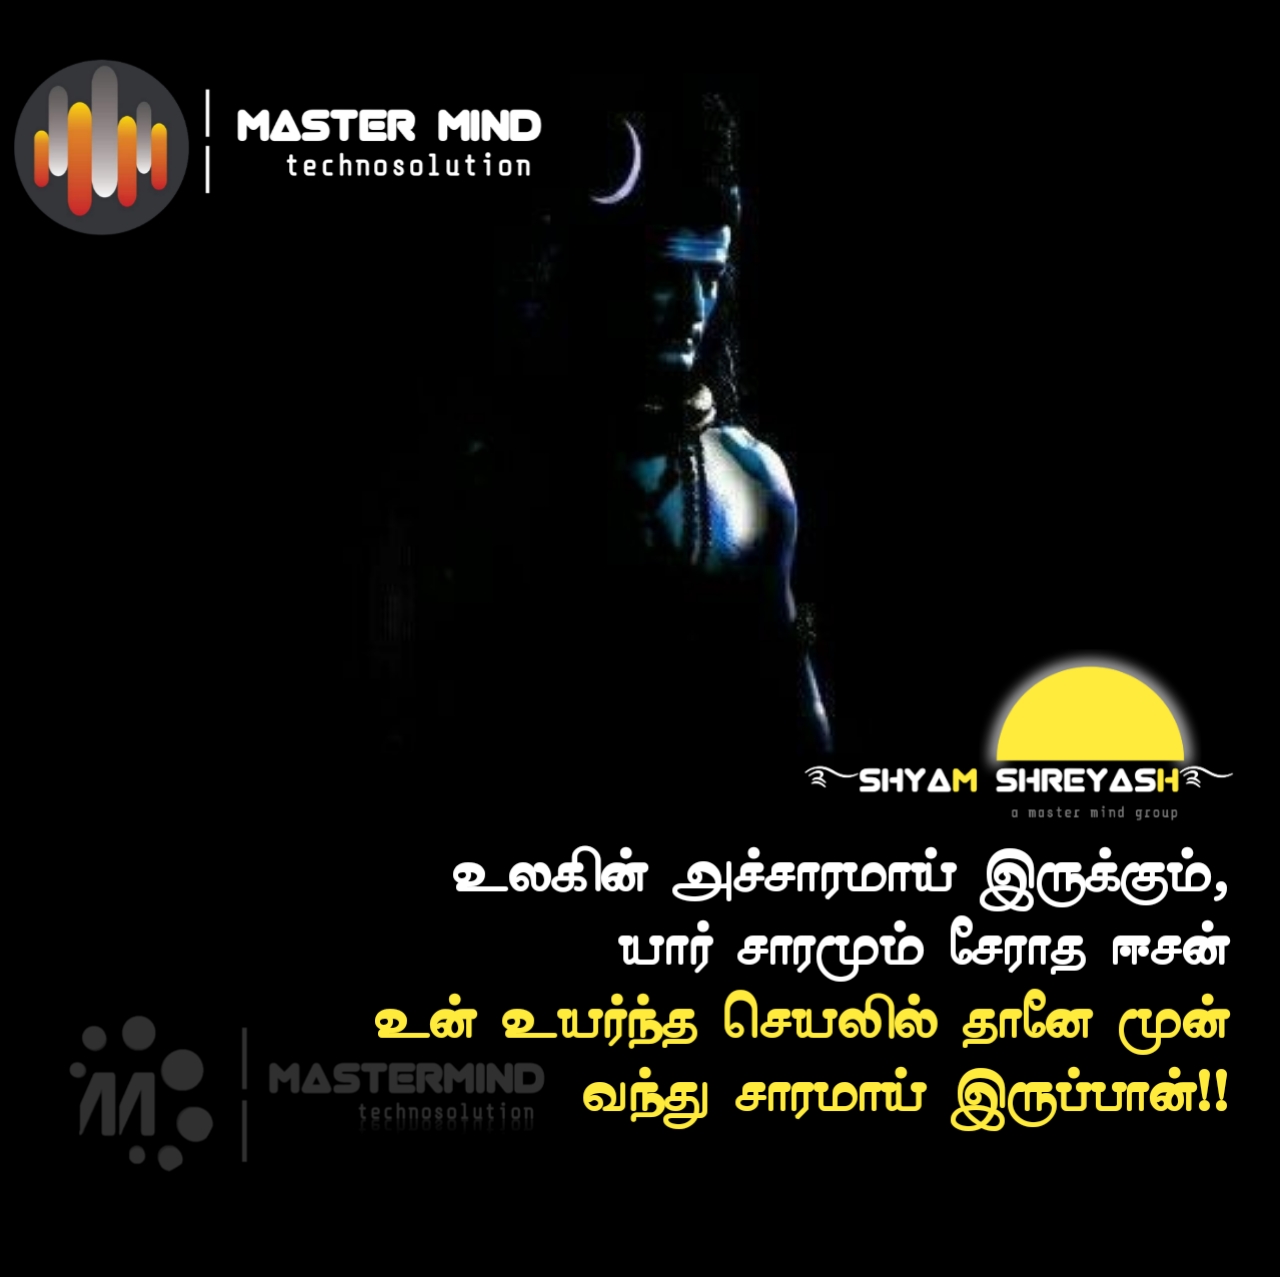 MASTER MIND
technosolution
SHYAM SHREYASH
a master mind group
உலகின் அச்சாரமாய் இருக்கும்,
யார் சாரமும் சேராத ஈசன்
உன் உயர்ந்த செயலில் தானே மூன்
வந்து சாரமாய் இருப்பான்!!
M
MASTERMIND
technosolution